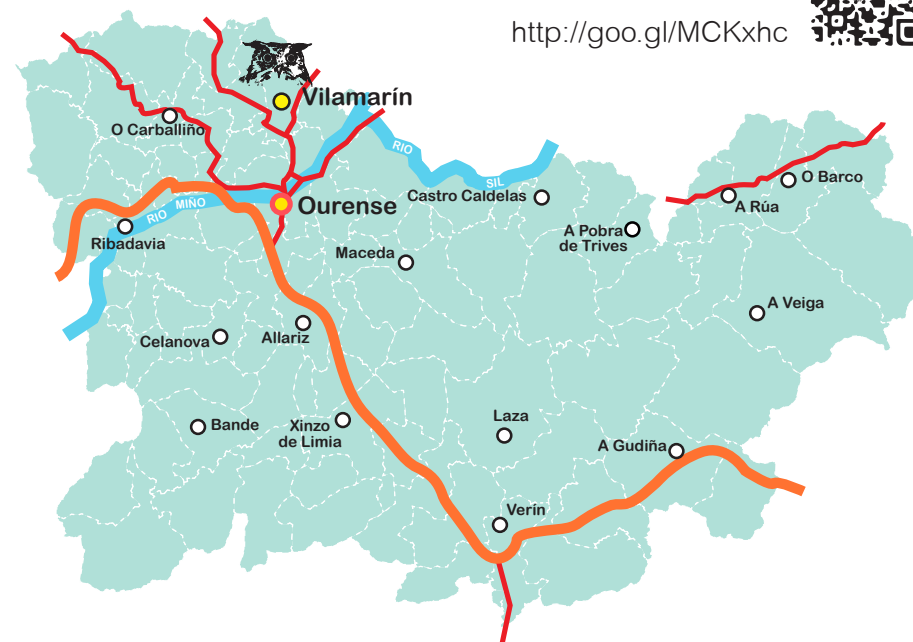 http://goo.gl/MCKxhc
Vilamarín
O Carballiño
RIO
SIL
O Barco
Castro Caldelas
A Rúa
RIO MIÑO
Ourense
Ribadavia
A Pobra
de Trives
Maceda
A Veiga
Allariz
Celanova
Laza
Bande
Xinzo
de Limia
A Gudiña
Verín